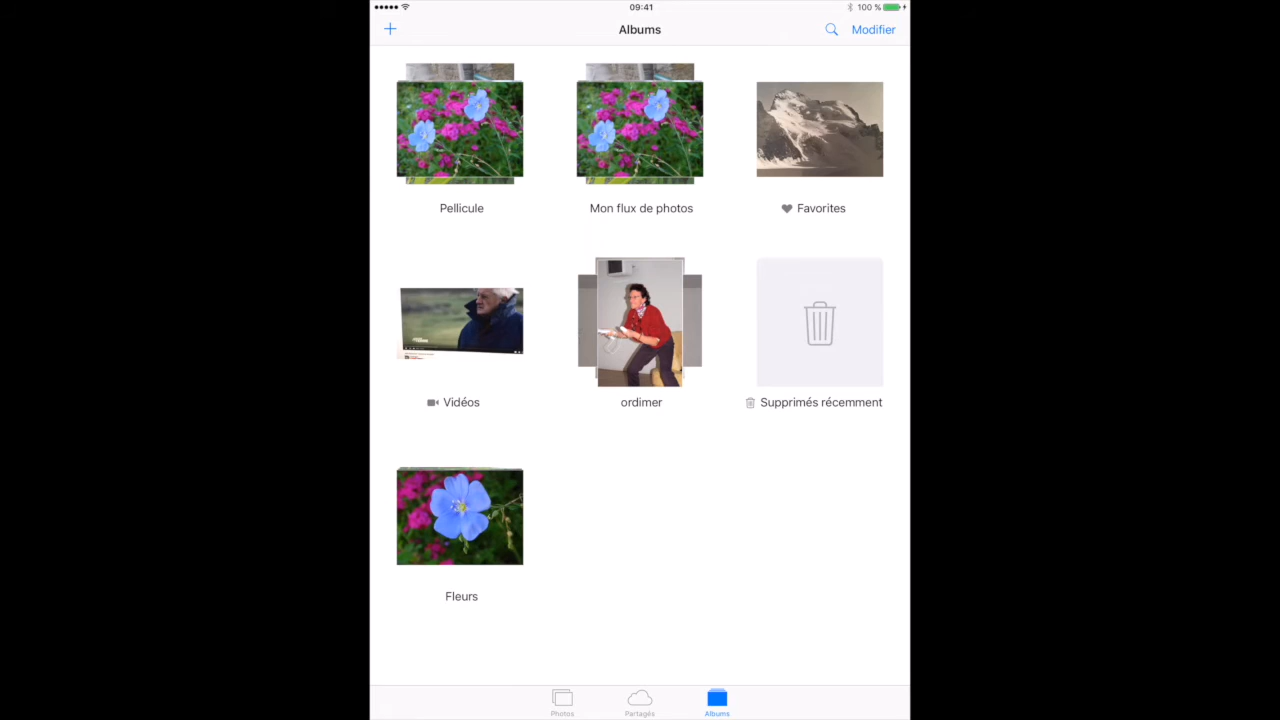 09:41
100 %
Albums
Modifier
Pellicule
Mon flux de photos
Favorites
Vidéos
ordimer
Supprimés récemment
Fleurs
Photos
Partagés
Albums